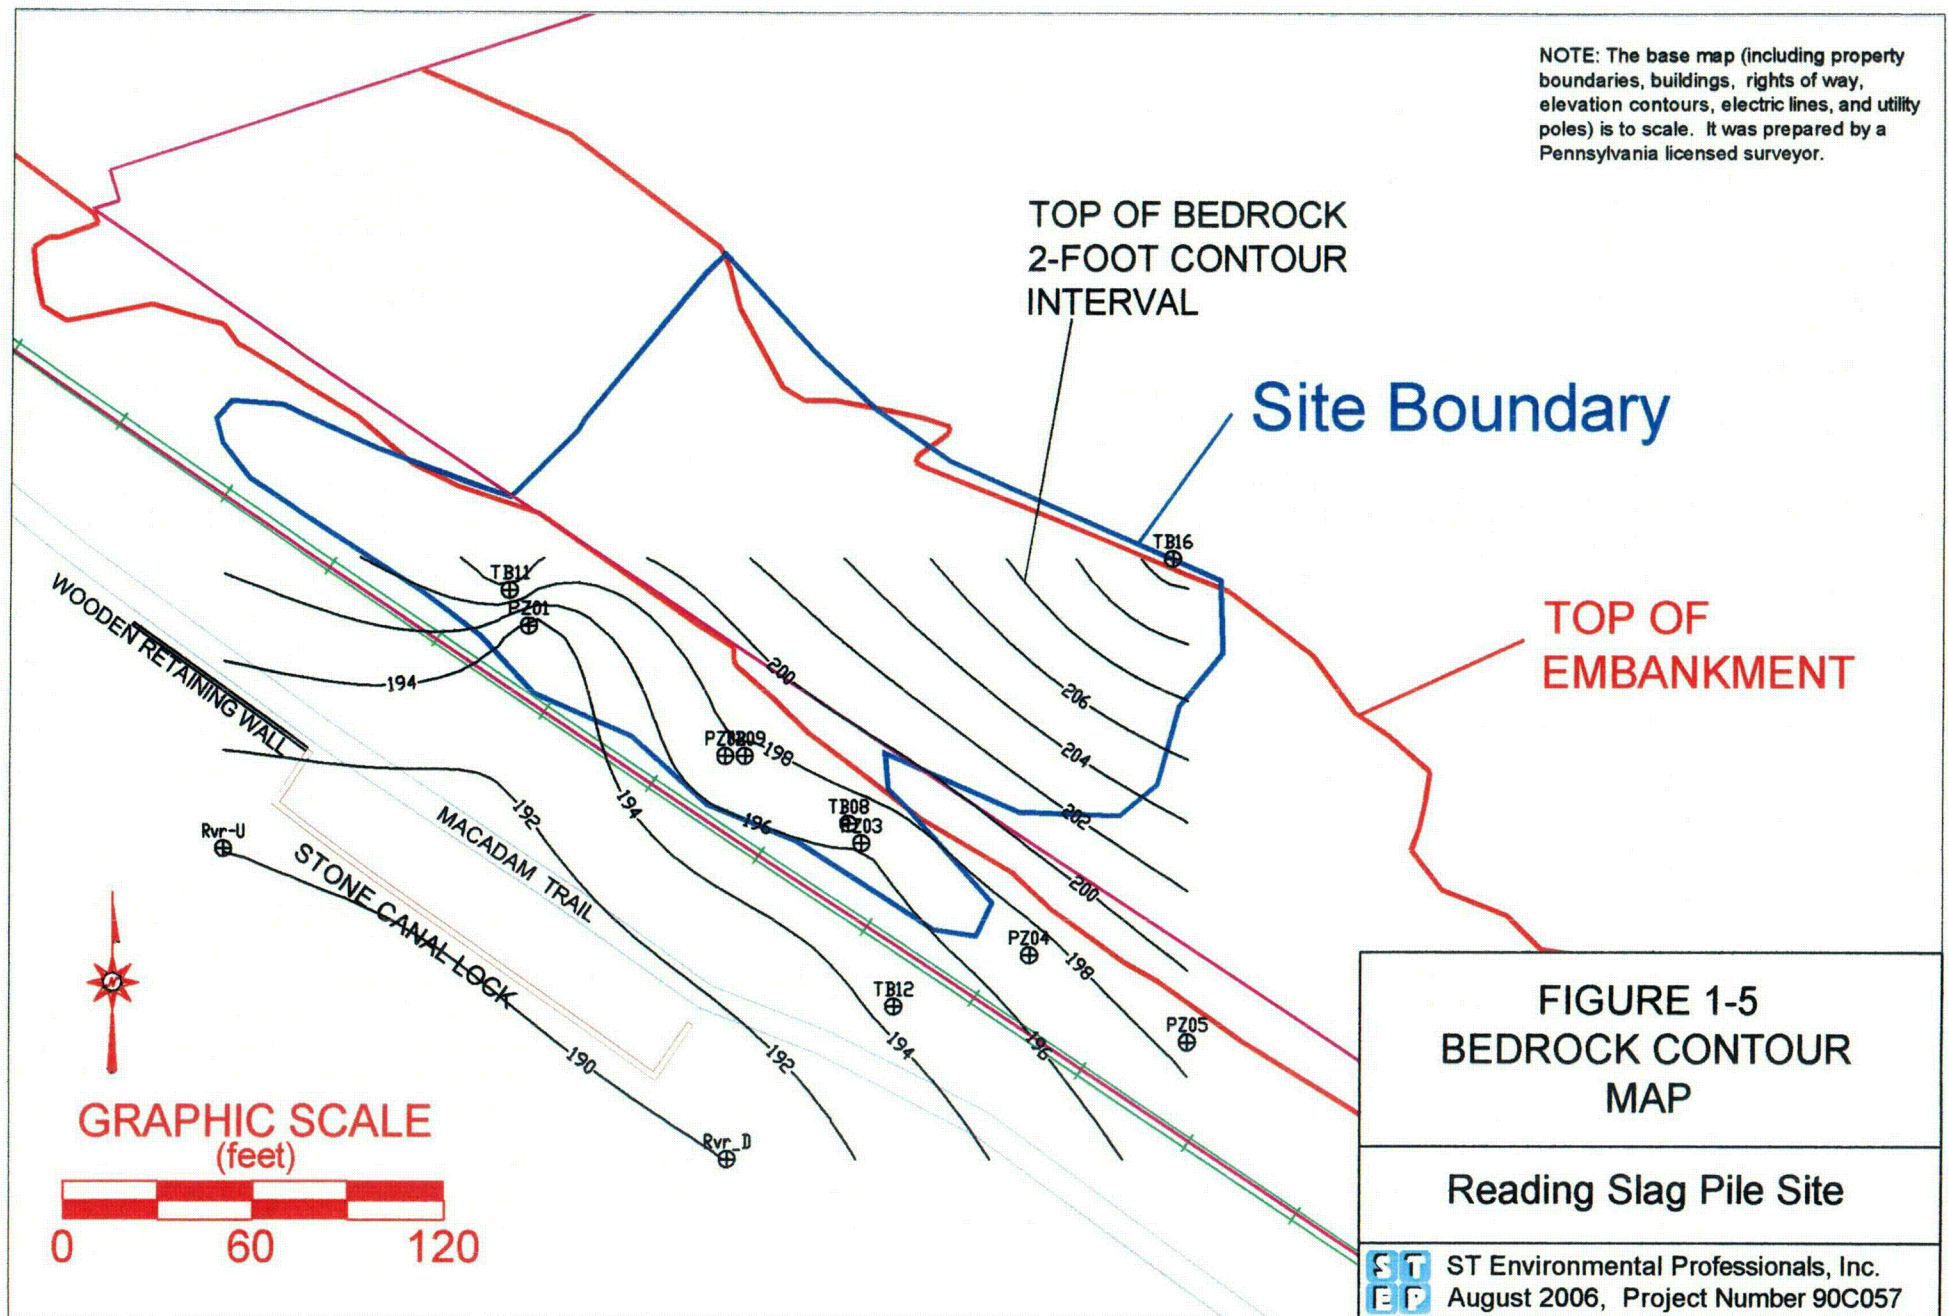 NOTE: The base map (including property
boundaries, buildings, rights of way,
elevation contours, electric lines, and utility
poles) is to scale. It was prepared by a
Pennsylvania licensed surveyor.
TOP OF BEDROCK
2-FOOT CONTOUR
INTERVAL
Site Boundary
TB16
TOP OF
EMBANKMENT
TB11
PZ01
WOODEN RETAINING WALL
194
200
206
204
202
200
198
TB09
198
TB08
PZ03
196
194
192
MACADAM TRAIL
Rvr-U
STONE CANAL LOCK
PZ04
198
TB12
PZ05
196
194
192
190
Rvr_D
N
GRAPHIC SCALE
(feet)
0 60 120
FIGURE 1-5
BEDROCK CONTOUR
MAP
Reading Slag Pile Site
ST
EP
ST Environmental Professionals, Inc.
August 2006, Project Number 90C057